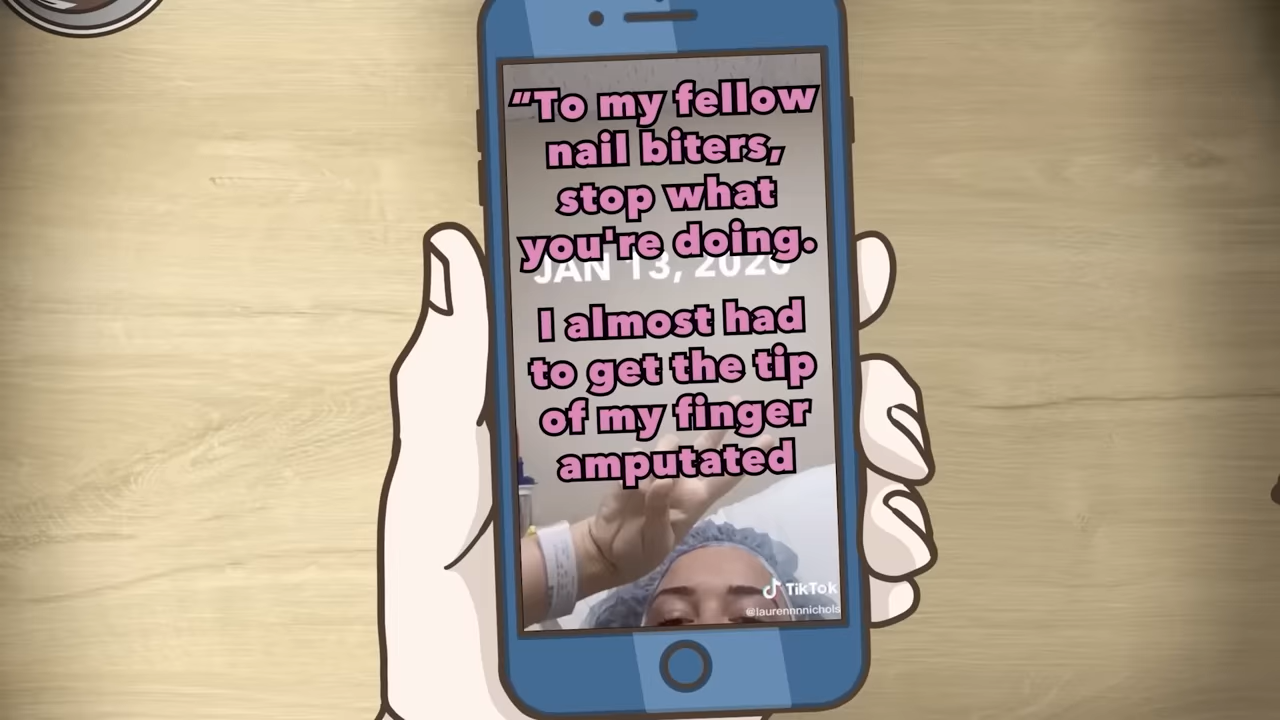 “To my fellow
nail biters,
stop what
you're doing.
JAN 13, 2020
I almost had
to get the tip
of my finger
amputated
TikTok
@laurennnnichols